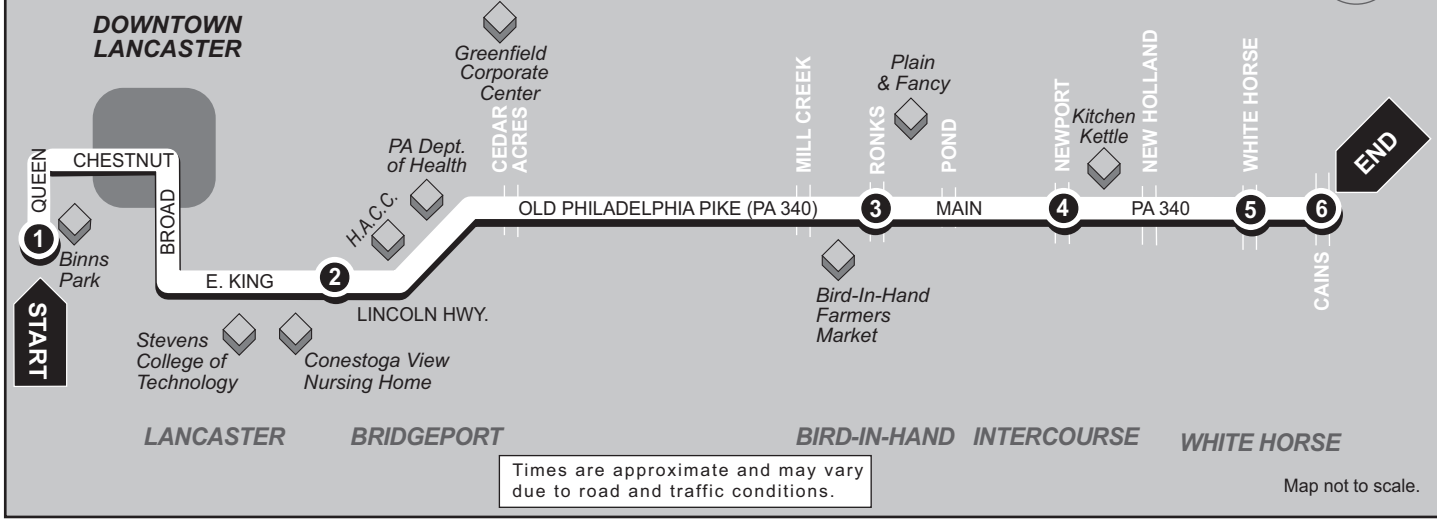 DOWNTOWN
LANCASTER
Greenfield
Corporate
Center
Plain
& Fancy
Kitchen
Kettle
PA Dept.
of Health
H.A.C.C.
CEDAR
ACRES
MILL CREEK
RONKS
POND
NEWPORT
NEW HOLLAND
WHITE HORSE
END
QUEEN
CHESTNUT
BROAD
1
Binns
Park
START
E. KING
2
LINCOLN HWY.
OLD PHILADELPHIA PIKE (PA 340)
3
MAIN
4
PA 340
5
6
CAINS
Stevens
College of
Technology
Conestoga View
Nursing Home
Bird-In-Hand
Farmers
Market
LANCASTER
BRIDGEPORT
BIRD-IN-HAND
INTERCOURSE
WHITE HORSE
Times are approximate and may vary
due to road and traffic conditions.
Map not to scale.